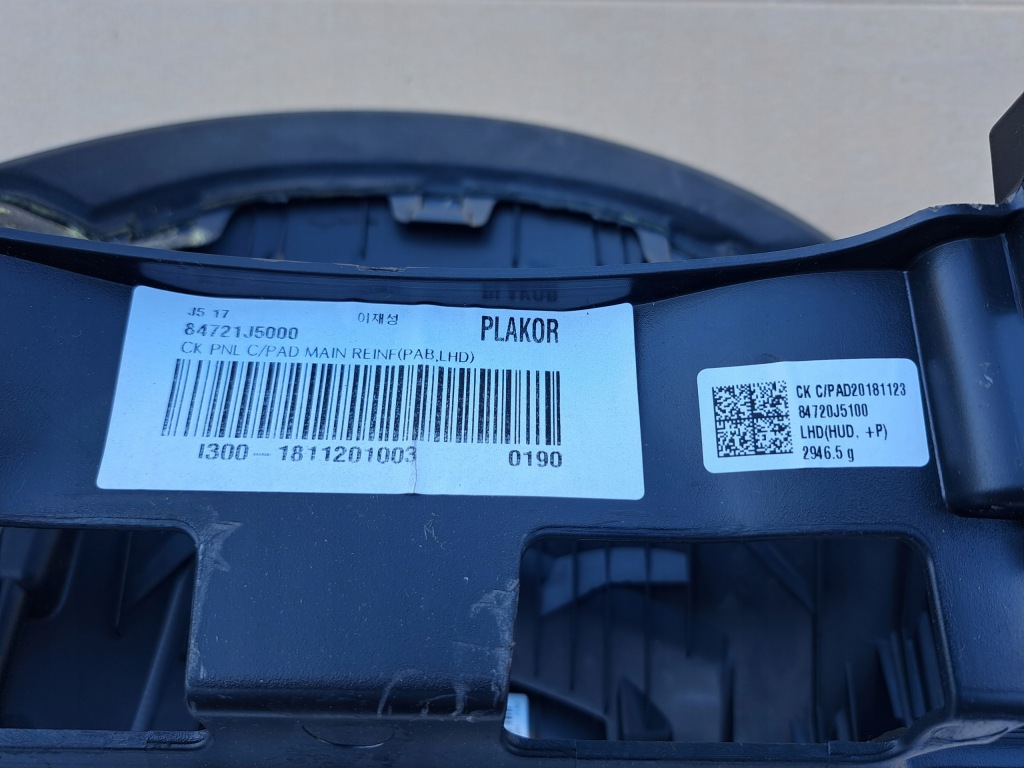 J5 17 이재성 PLAKOR
84721J5000
CK PNL C/PAD MAIN REINF(PAB,LHD)
I300-1811201003 0190
CK C/PAD20181123
84720J5100
LHD(HUD, +P)
2946.5 g